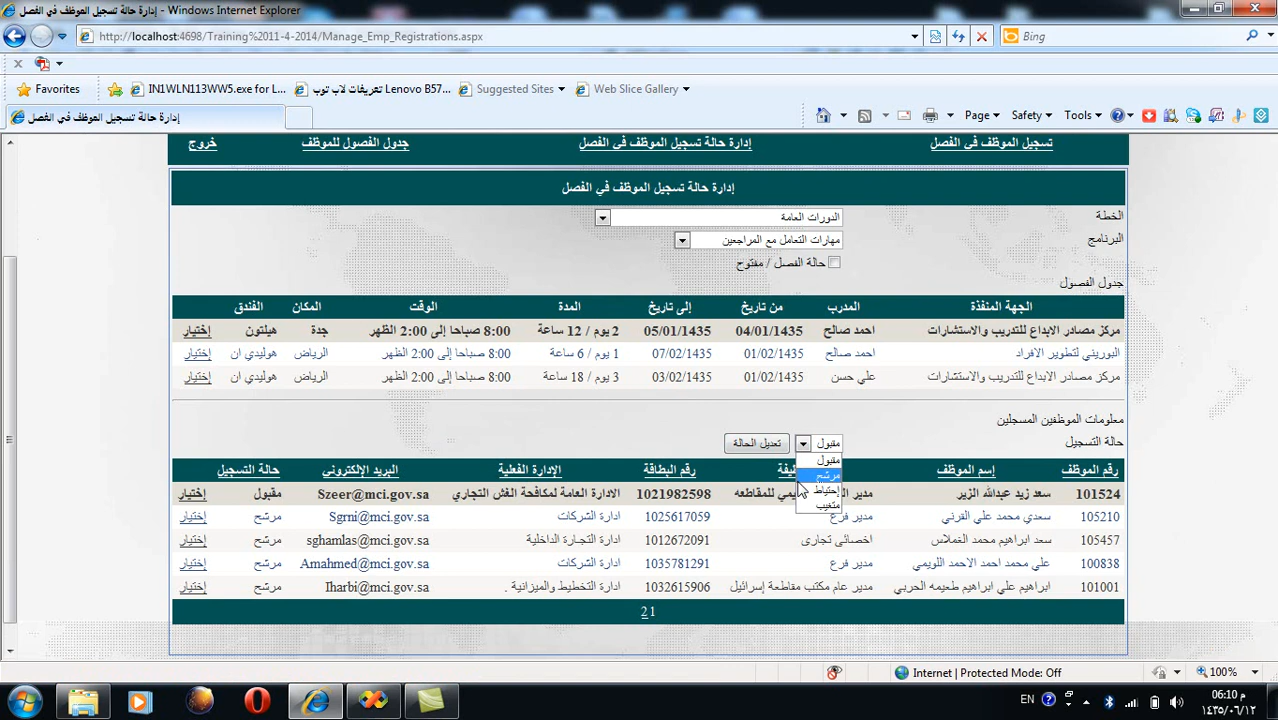 إدارة حالة تسجيل الموظف في الفصل - Windows Internet Explorer
http://localhost:4698/Training%2011-4-2014/Manage_Emp_Registrations.aspx
Bing
Favorites IN1WLN113WW5.exe for L... تعريفات لاب توب Lenovo B57... Suggested Sites Web Slice Gallery
إدارة حالة تسجيل الموظف في الفصل
Page Safety Tools
تسجيل الموظف في الفصل إدارة حالة تسجيل الموظف في الفصل جدول الفصول للموظف خروج
إدارة حالة تسجيل الموظف في الفصل
الخطة الدورات العامة
البرنامج مهارات التعامل مع المراجعين
حالة الفصل / مفتوح
جدول الفصول
الجهة المنفذة المدرب من تاريخ إلى تاريخ المدة الوقت المكان الفندق
مركز مصادر الابداع للتدريب والاستشارات احمد صالح 04/01/1435 05/01/1435 2 يوم / 12 ساعة 8:00 صباحا إلى 2:00 الظهر جدة هيلتون إختيار
البوريني لتطوير الافراد احمد صالح 01/02/1435 07/02/1435 1 يوم / 6 ساعة 8:00 صباحا إلى 2:00 الظهر الرياض هوليدي ان إختيار
مركز مصادر الابداع للتدريب والاستشارات علي حسن 01/02/1435 03/02/1435 3 يوم / 18 ساعة 8:00 صباحا إلى 2:00 الظهر الرياض هوليدي ان إختيار
معلومات الموظفين المسجلين
حالة التسجيل مقبول تعديل الحالة
مقبول
مرشح
إحتياط
متغيب
رقم الموظف إسم الموظف رقم البطاقة الإدارة الفعلية البريد الإلكتروني حالة التسجيل
101524 سعد زيد عبدالله الزير مدير للمقاطعه 1021982598 الادارة العامة لمكافحة الغش التجاري Szeer@mci.gov.sa مقبول إختيار
105210 سعدي محمد علي القرني مدير فرع 1025617059 ادارة الشركات Sgrni@mci.gov.sa مرشح إختيار
105457 سعد ابراهيم محمد الغملاس اخصائى تجارى 1012672091 ادارة التجارة الداخلية sghamlas@mci.gov.sa مرشح إختيار
100838 علي محمد احمد الاحمد اللويمي مدير فرع 1035781291 ادارة الشركات Amahmed@mci.gov.sa مرشح إختيار
101001 ابراهيم علي ابراهيم طعيمه الحربي مدير عام مكتب مقاطعة إسرائيل 1032615906 ادارة التخطيط والميزانية . Iharbi@mci.gov.sa مرشح إختيار
2 1
Internet | Protected Mode: Off 100%
EN 06:10 م
١٤٣٥/٠٦/١٢